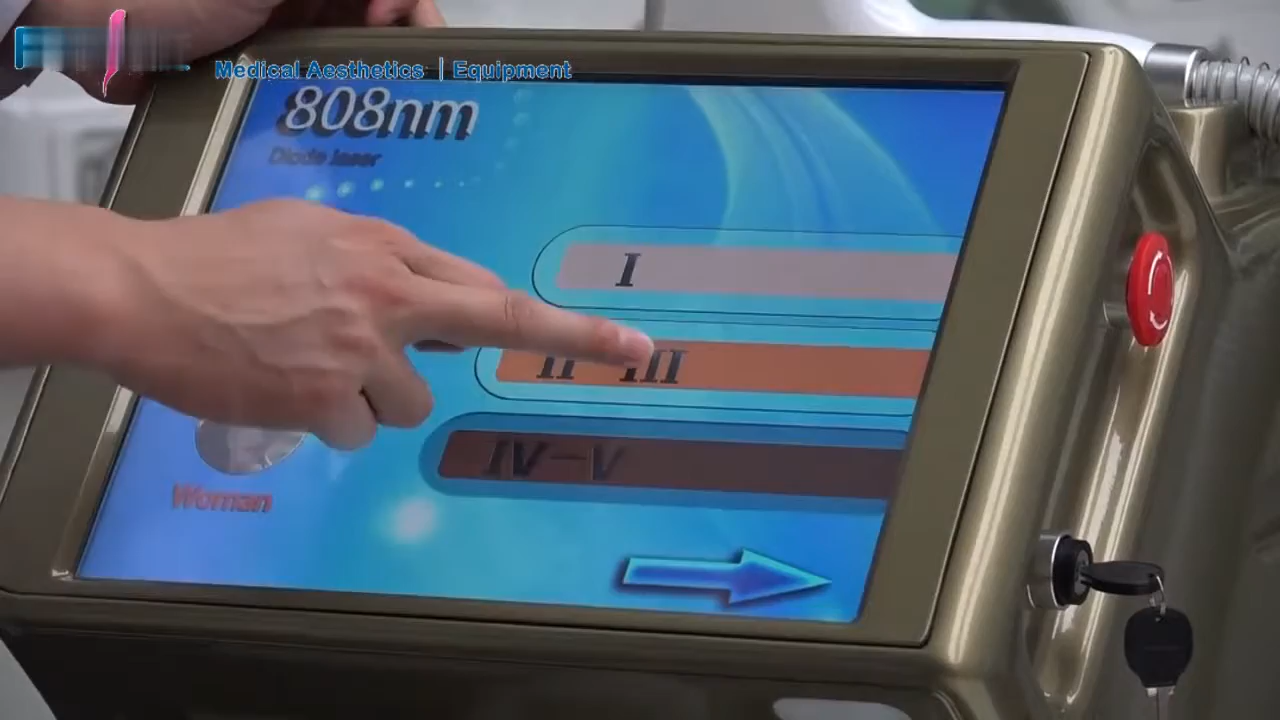 Medical Aesthetics | Equipment
808nm
Diode laser
I
II III
IV-V
Woman